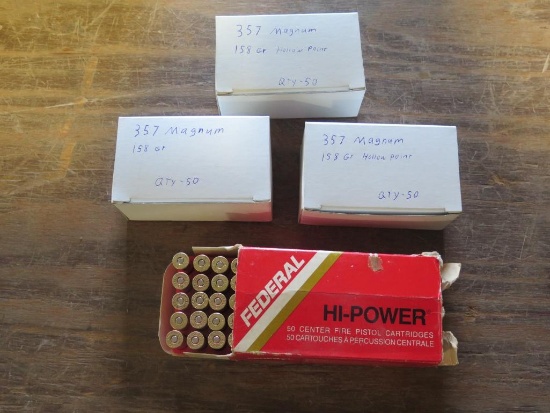 357 Magnum
158 Gr Hollow Point
QTY-50
357 Magnum
158 Gr
QTY-50
357 Magnum
158 Gr Hollow Point
QTY-50
FEDERAL
HI-POWER
50 CENTER FIRE PISTOL CARTRIDGES
50 CARTOUCHES À PERCUSSION CENTRALE